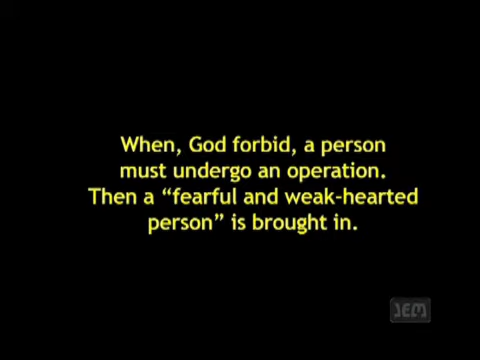 When, God forbid, a person
must undergo an operation.
Then a “fearful and weak-hearted
person” is brought in.
JEM